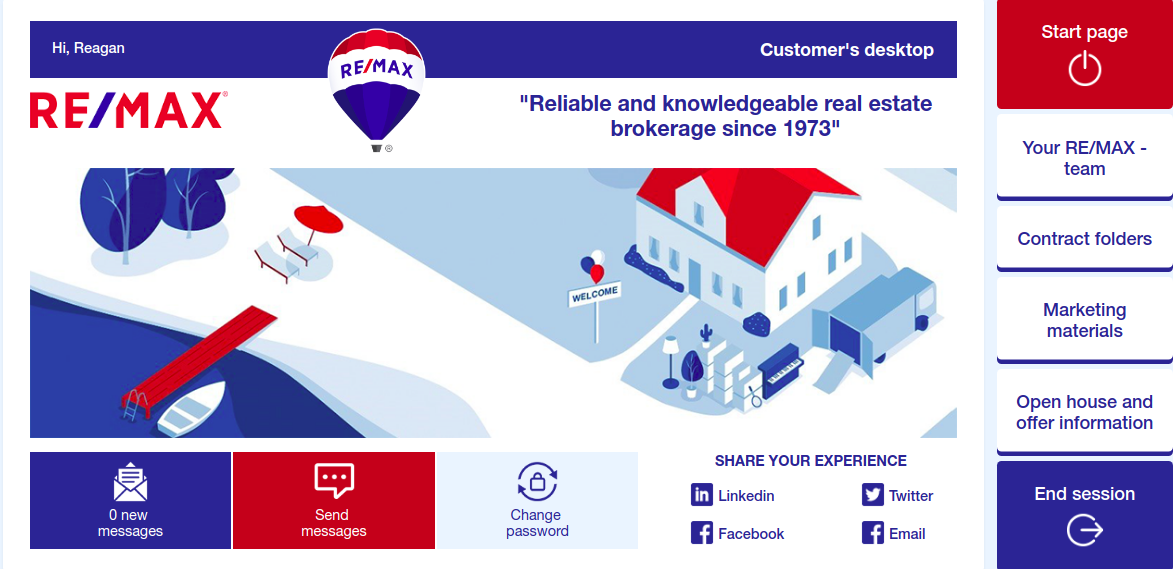 Hi, Reagan
RE/MAX
Customer's desktop
RE/MAX®
®
"Reliable and knowledgeable real estate
brokerage since 1973"
WELCOME
0 new
messages
Send
messages
Change
password
SHARE YOUR EXPERIENCE
in Linkedin
Twitter
f Facebook
f Email
Start page
Your RE/MAX -
team
Contract folders
Marketing
materials
Open house and
offer information
End session